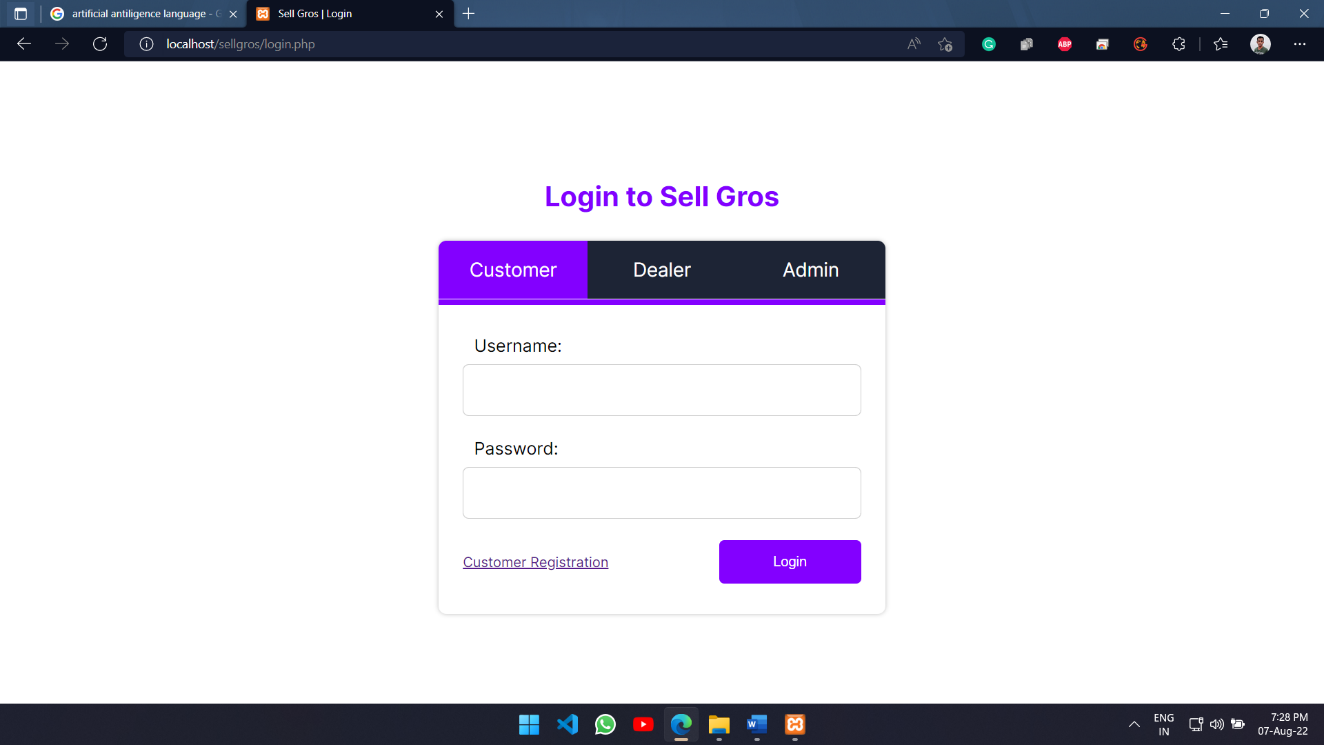 artificial antiligence language - G
Sell Gros | Login
localhost/sellgros/login.php
ABP
Login to Sell Gros
Customer
Dealer
Admin
Username:
Password:
Customer Registration
Login
ENG
IN
7:28 PM
07-Aug-22